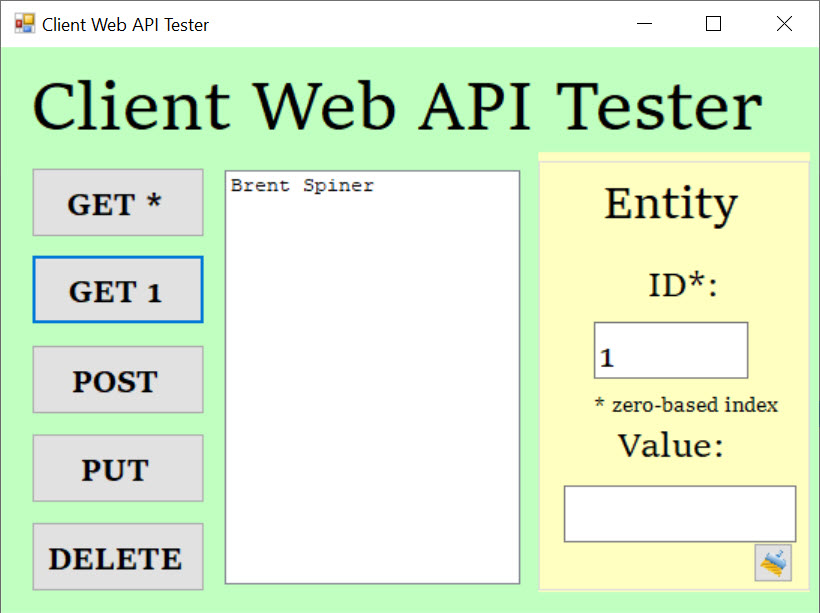 Client Web API Tester
Client Web API Tester
GET *
GET 1
POST
PUT
DELETE
Brent Spiner
Entity
ID*:
1
* zero-based index
Value: